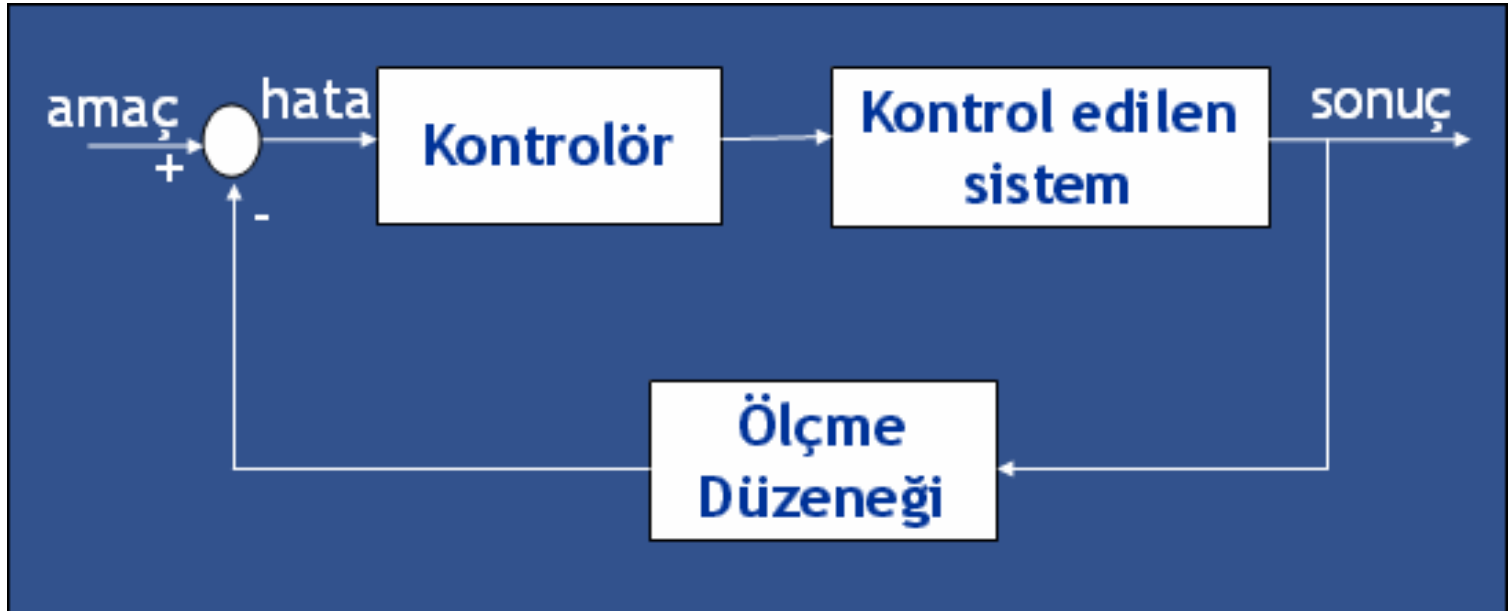 amaç
hata
sonuç
+
-
Kontrolör
Kontrol edilen
sistem
Ölçme
Düzeneği